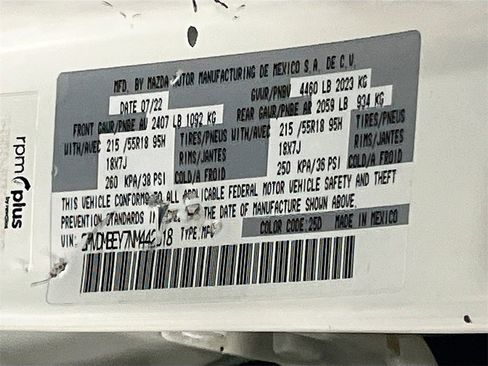 MFD. BY MAZDA MOTOR MANUFACTURING DE MEXICO S.A. DE C.V.
DATE 07/22 GVWR/PNBV 4460 LB 2023 KG
FRONT GAWR/PNBE AV 2407 LB 1092 KG REAR GAWR/PNBE AR 2059 LB 934 KG
WITH/AVEC 215 /55R18 95H TIRES/PNEUS WITH/AVEC 215 /55R18 95H TIRES/PNEUS
18X7J RIMS/JANTES 18X7J RIMS/JANTES
260 KPA/38 PSI COLD/A FROID 250 KPA/36 PSI COLD/A FROID
THIS VEHICLE CONFORMS ALL APPLICABLE FEDERAL MOTOR VEHICLE SAFETY AND THEFT
PREVENTION STANDARDS THE DATE OF MANUFACTURE SHOWN ABOVE.
VIN: TYPE: COLOR CODE:25D MADE IN MEXICO
rpm plus